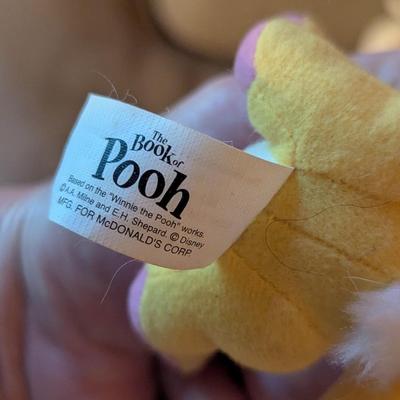 The
Book of
Pooh
Based on the "Winnie the Pooh" works.
©A.A. Milne and E.H. Shepard. © Disney
MFG. FOR McDONALD'S CORP